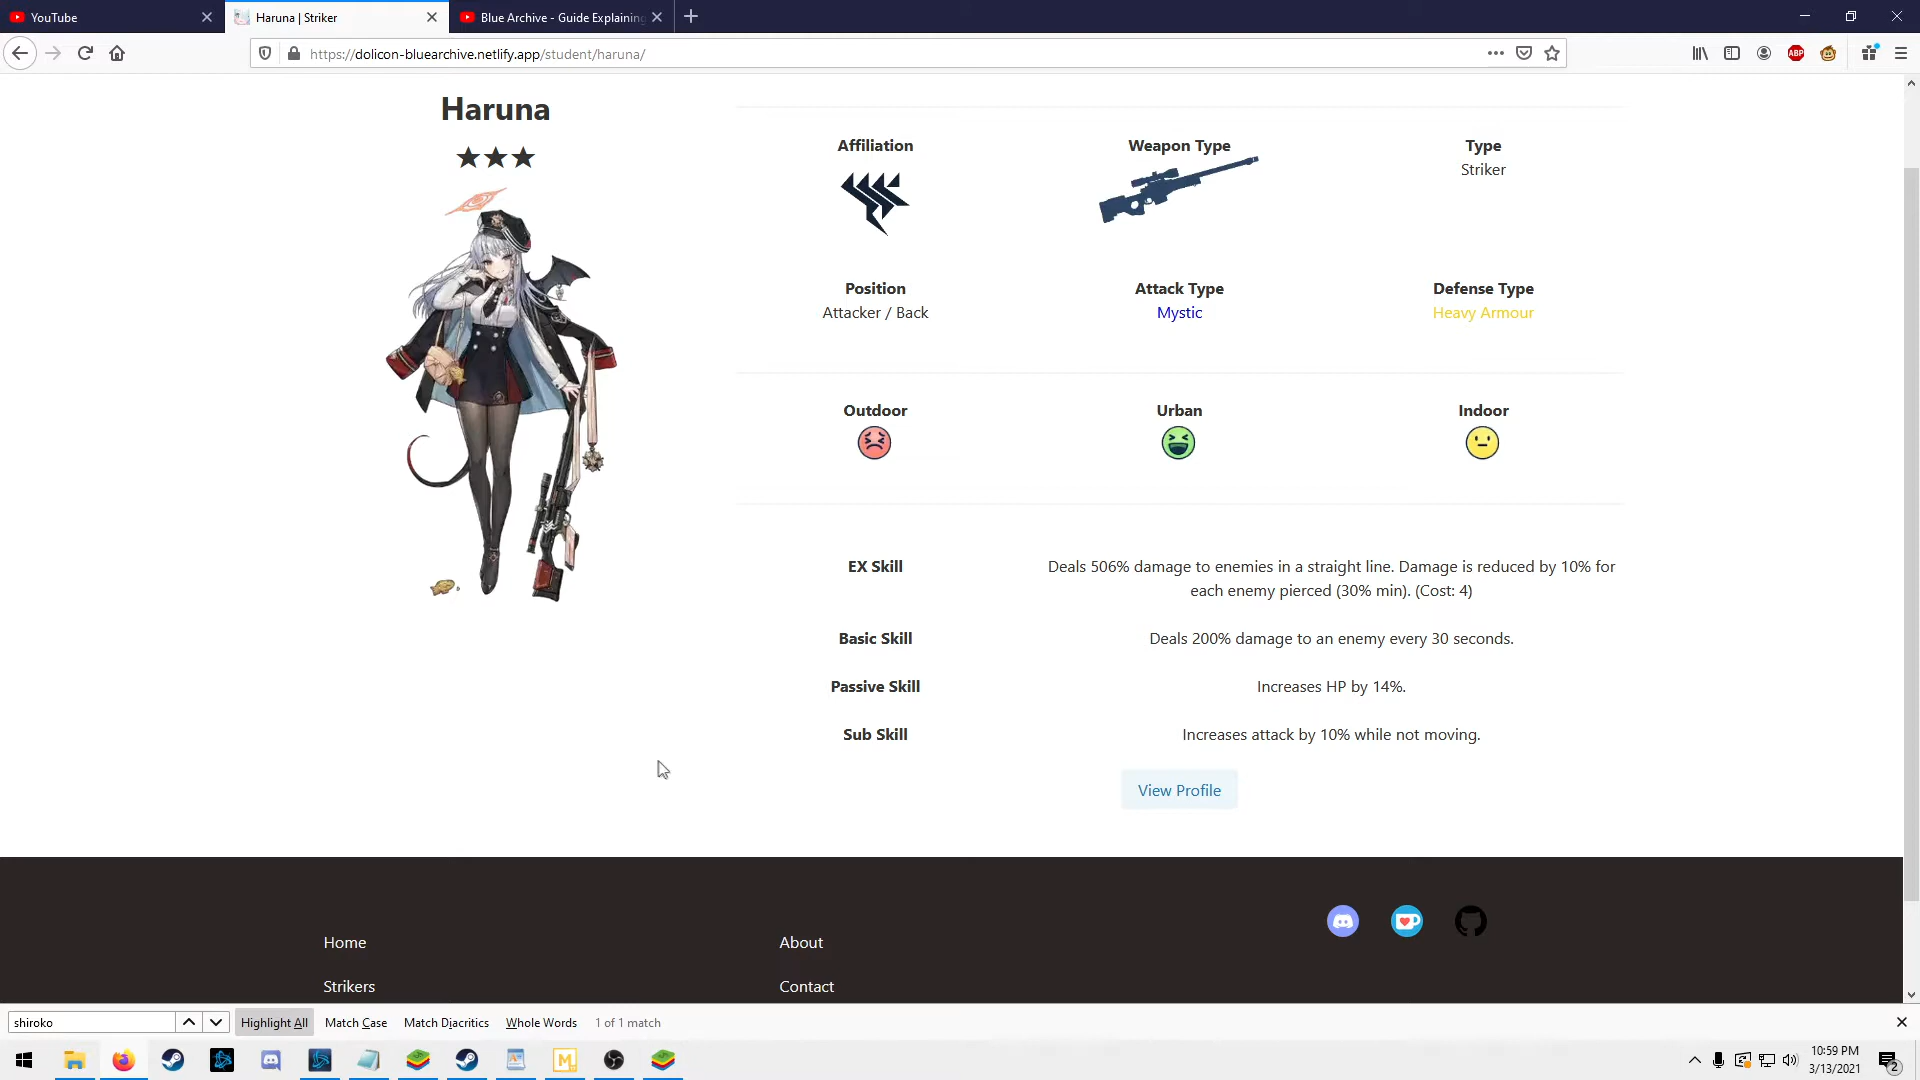 YouTube
Haruna | Striker
Blue Archive - Guide Explaining
https://dolicon-bluearchive.netlify.app/student/haruna/
ABP
Haruna
Affiliation
Weapon Type
Type
Striker
Position
Attacker / Back
Attack Type
Mystic
Defense Type
Heavy Armour
Outdoor
Urban
Indoor
EX Skill
Deals 506% damage to enemies in a straight line. Damage is reduced by 10% for
each enemy pierced (30% min). (Cost: 4)
Basic Skill
Deals 200% damage to an enemy every 30 seconds.
Passive Skill
Increases HP by 14%.
Sub Skill
Increases attack by 10% while not moving.
View Profile
Home
About
Strikers
Contact
shiroko
Highlight All
Match Case
Match Diacritics
Whole Words
1 of 1 match
M
10:59 PM
3/13/2021
2